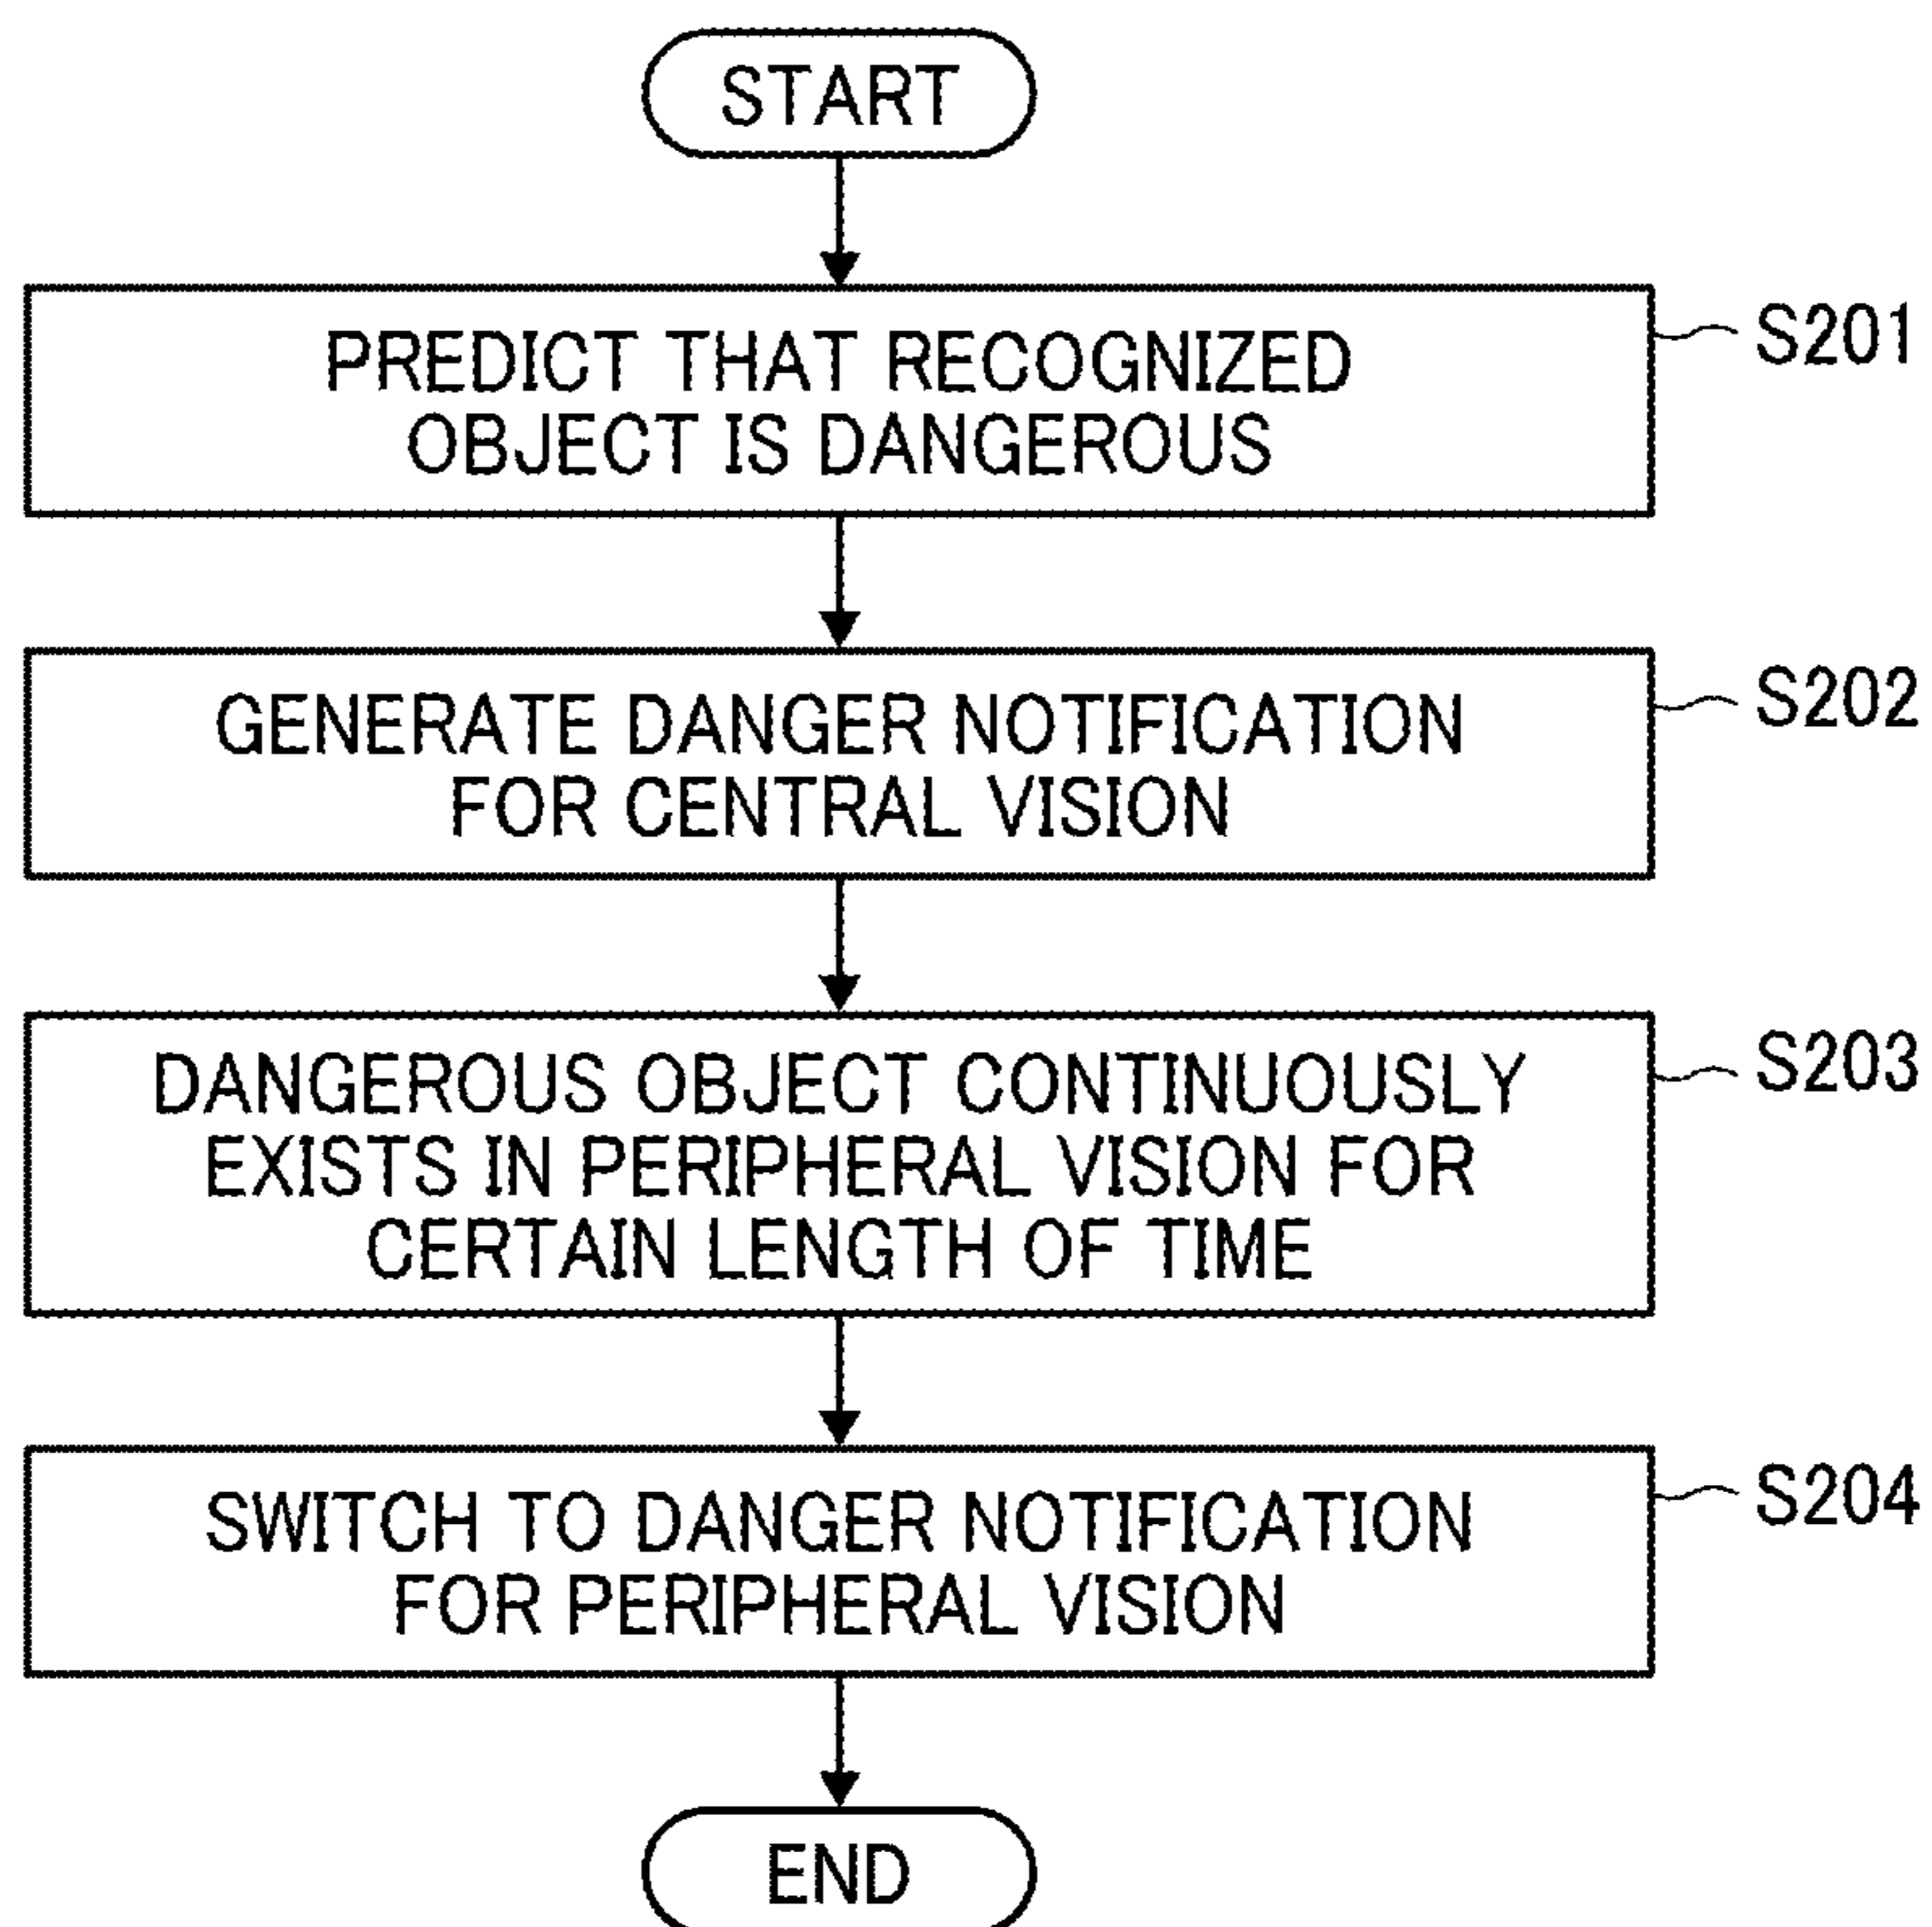 START
PREDICT THAT RECOGNIZED
OBJECT IS DANGEROUS
S201
GENERATE DANGER NOTIFICATION
FOR CENTRAL VISION
S202
DANGEROUS OBJECT CONTINUOUSLY
EXISTS IN PERIPHERAL VISION FOR
CERTAIN LENGTH OF TIME
S203
SWITCH TO DANGER NOTIFICATION
FOR PERIPHERAL VISION
S204
END